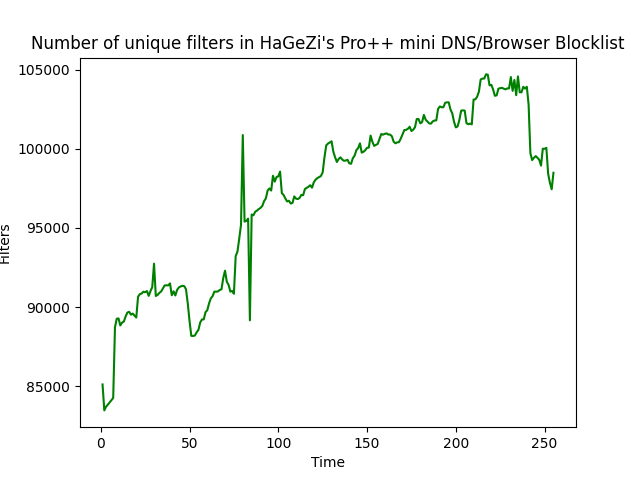 Number of unique filters in HaGeZi's Pro++ mini DNS/Browser Blocklist
105000
100000
95000
90000
85000
Filters
0 50 100 150 200 250
Time